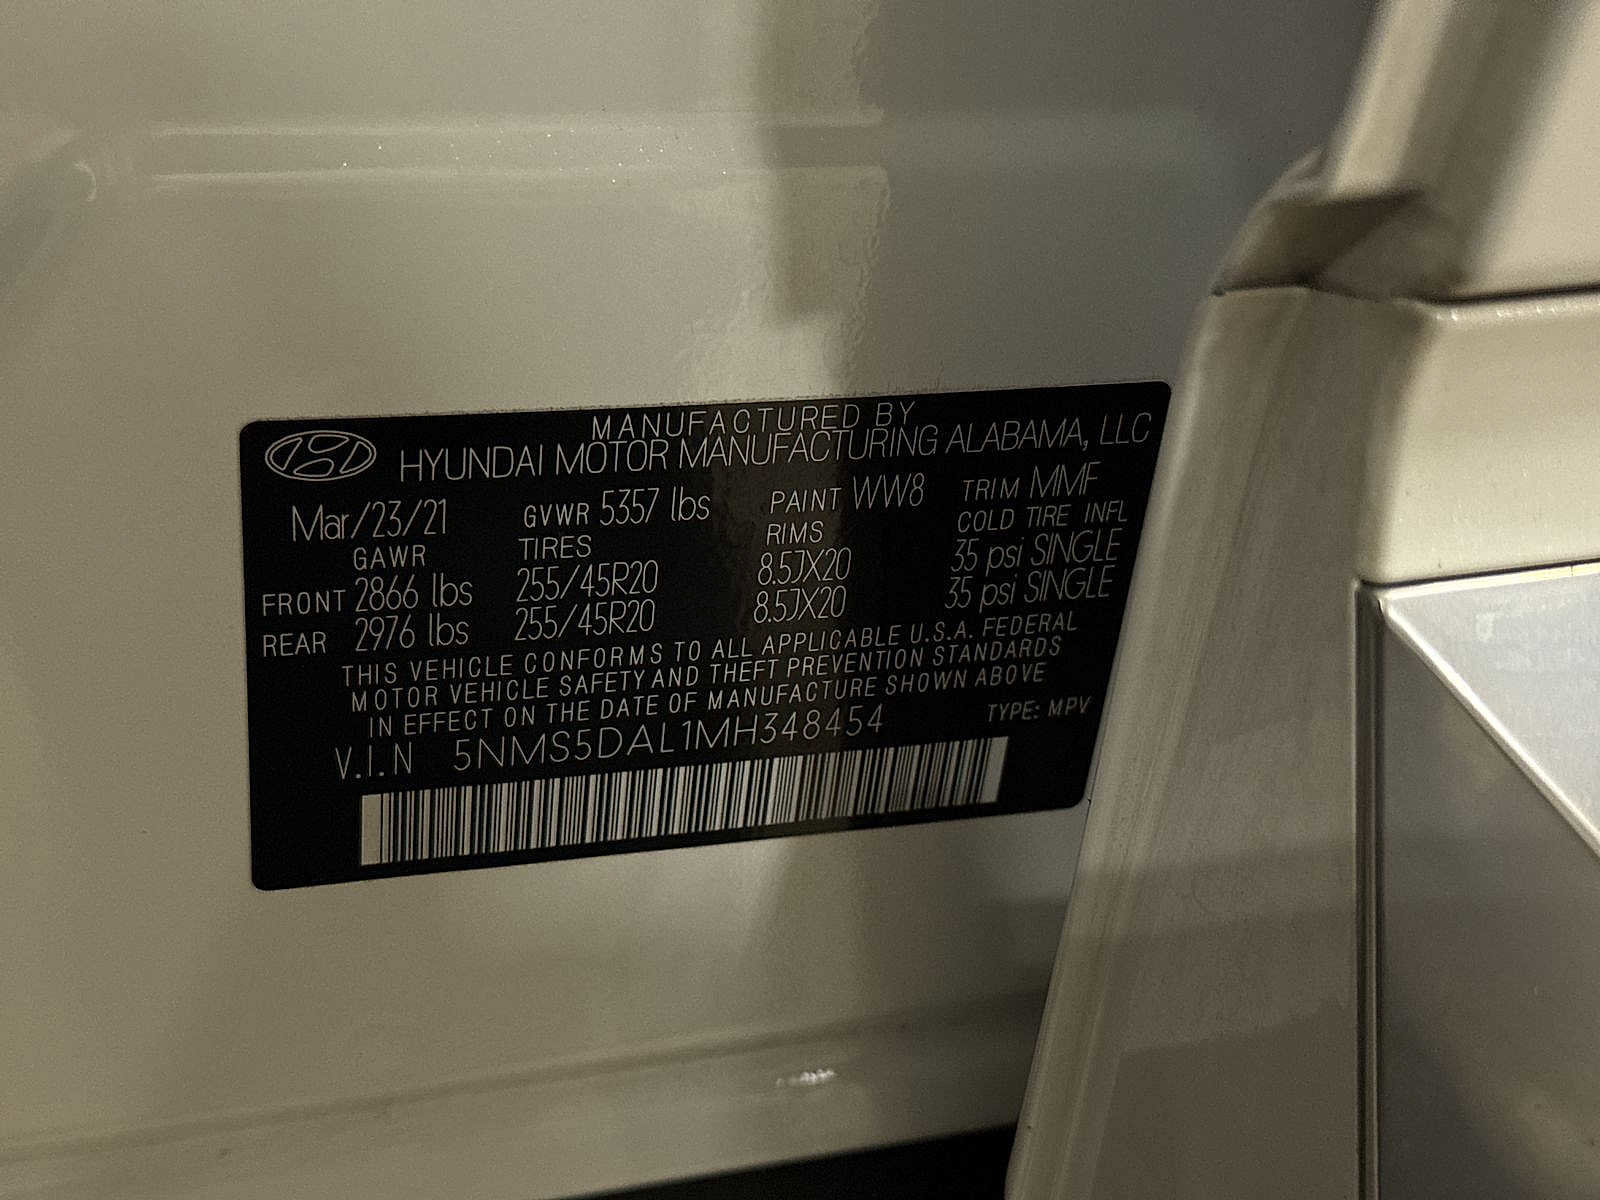 MANUFACTURED BY
HYUNDAI MOTOR MANUFACTURING ALABAMA, LLC
Mar/23/21 GVWR 5357 lbs PAINT WW8 TRIM MMF
GAWR TIRES RIMS COLD TIRE INFL
FRONT 2866 lbs 255/45R20 8.5JX20 35 psi SINGLE
REAR 2976 lbs 255/45R20 8.5JX20 35 psi SINGLE
THIS VEHICLE CONFORMS TO ALL APPLICABLE U.S.A. FEDERAL
MOTOR VEHICLE SAFETY AND THEFT PREVENTION STANDARDS
IN EFFECT ON THE DATE OF MANUFACTURE SHOWN ABOVE
V.I.N 5NMS5DAL1MH348454 TYPE: MPV